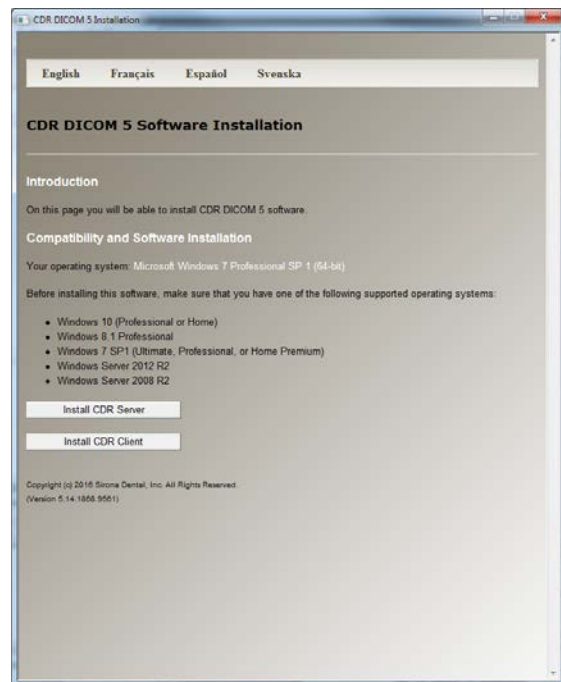 CDR DICOM 5 Installation
English Français Español Svenska
CDR DICOM 5 Software Installation
Introduction
On this page you will be able to install CDR DICOM 5 software.
Compatibility and Software Installation
Your operating system: Microsoft Windows 7 Professional SP 1 (64-bit)
Before installing this software, make sure that you have one of the following supported operating systems:
• Windows 10 (Professional or Home)
• Windows 8.1 Professional
• Windows 7 SP1 (Ultimate, Professional, or Home Premium)
• Windows Server 2012 R2
• Windows Server 2008 R2
Install CDR Server
Install CDR Client
Copyright (c) 2016 Sirona Dental, Inc. All Rights Reserved.
(Version 5.14.1868.9561)